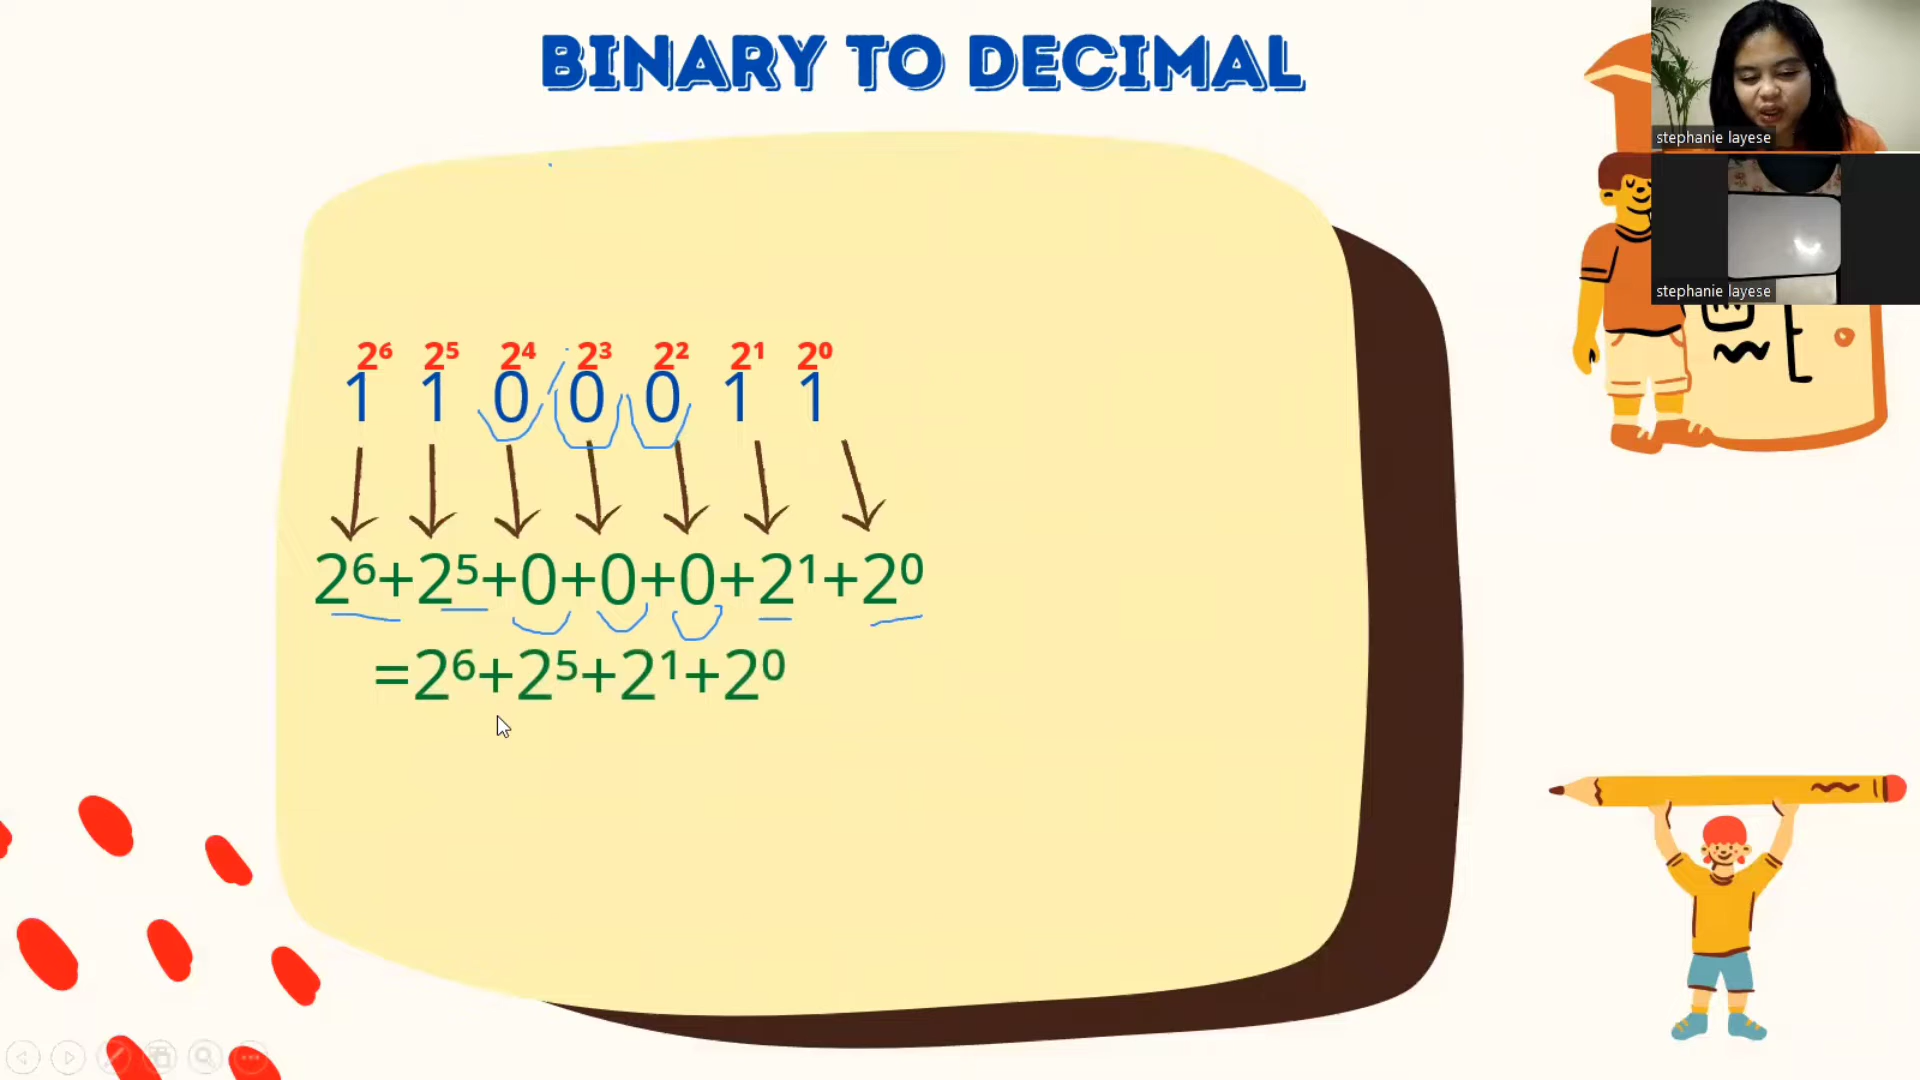 BINARY TO DECIMAL
stephanie layese
stephanie layese
2⁶ 2⁵ 2⁴ 2³ 2² 2¹ 2⁰
1 1 0 0 0 1 1
2⁶+2⁵+0+0+0+2¹+2⁰
=2⁶+2⁵+2¹+2⁰